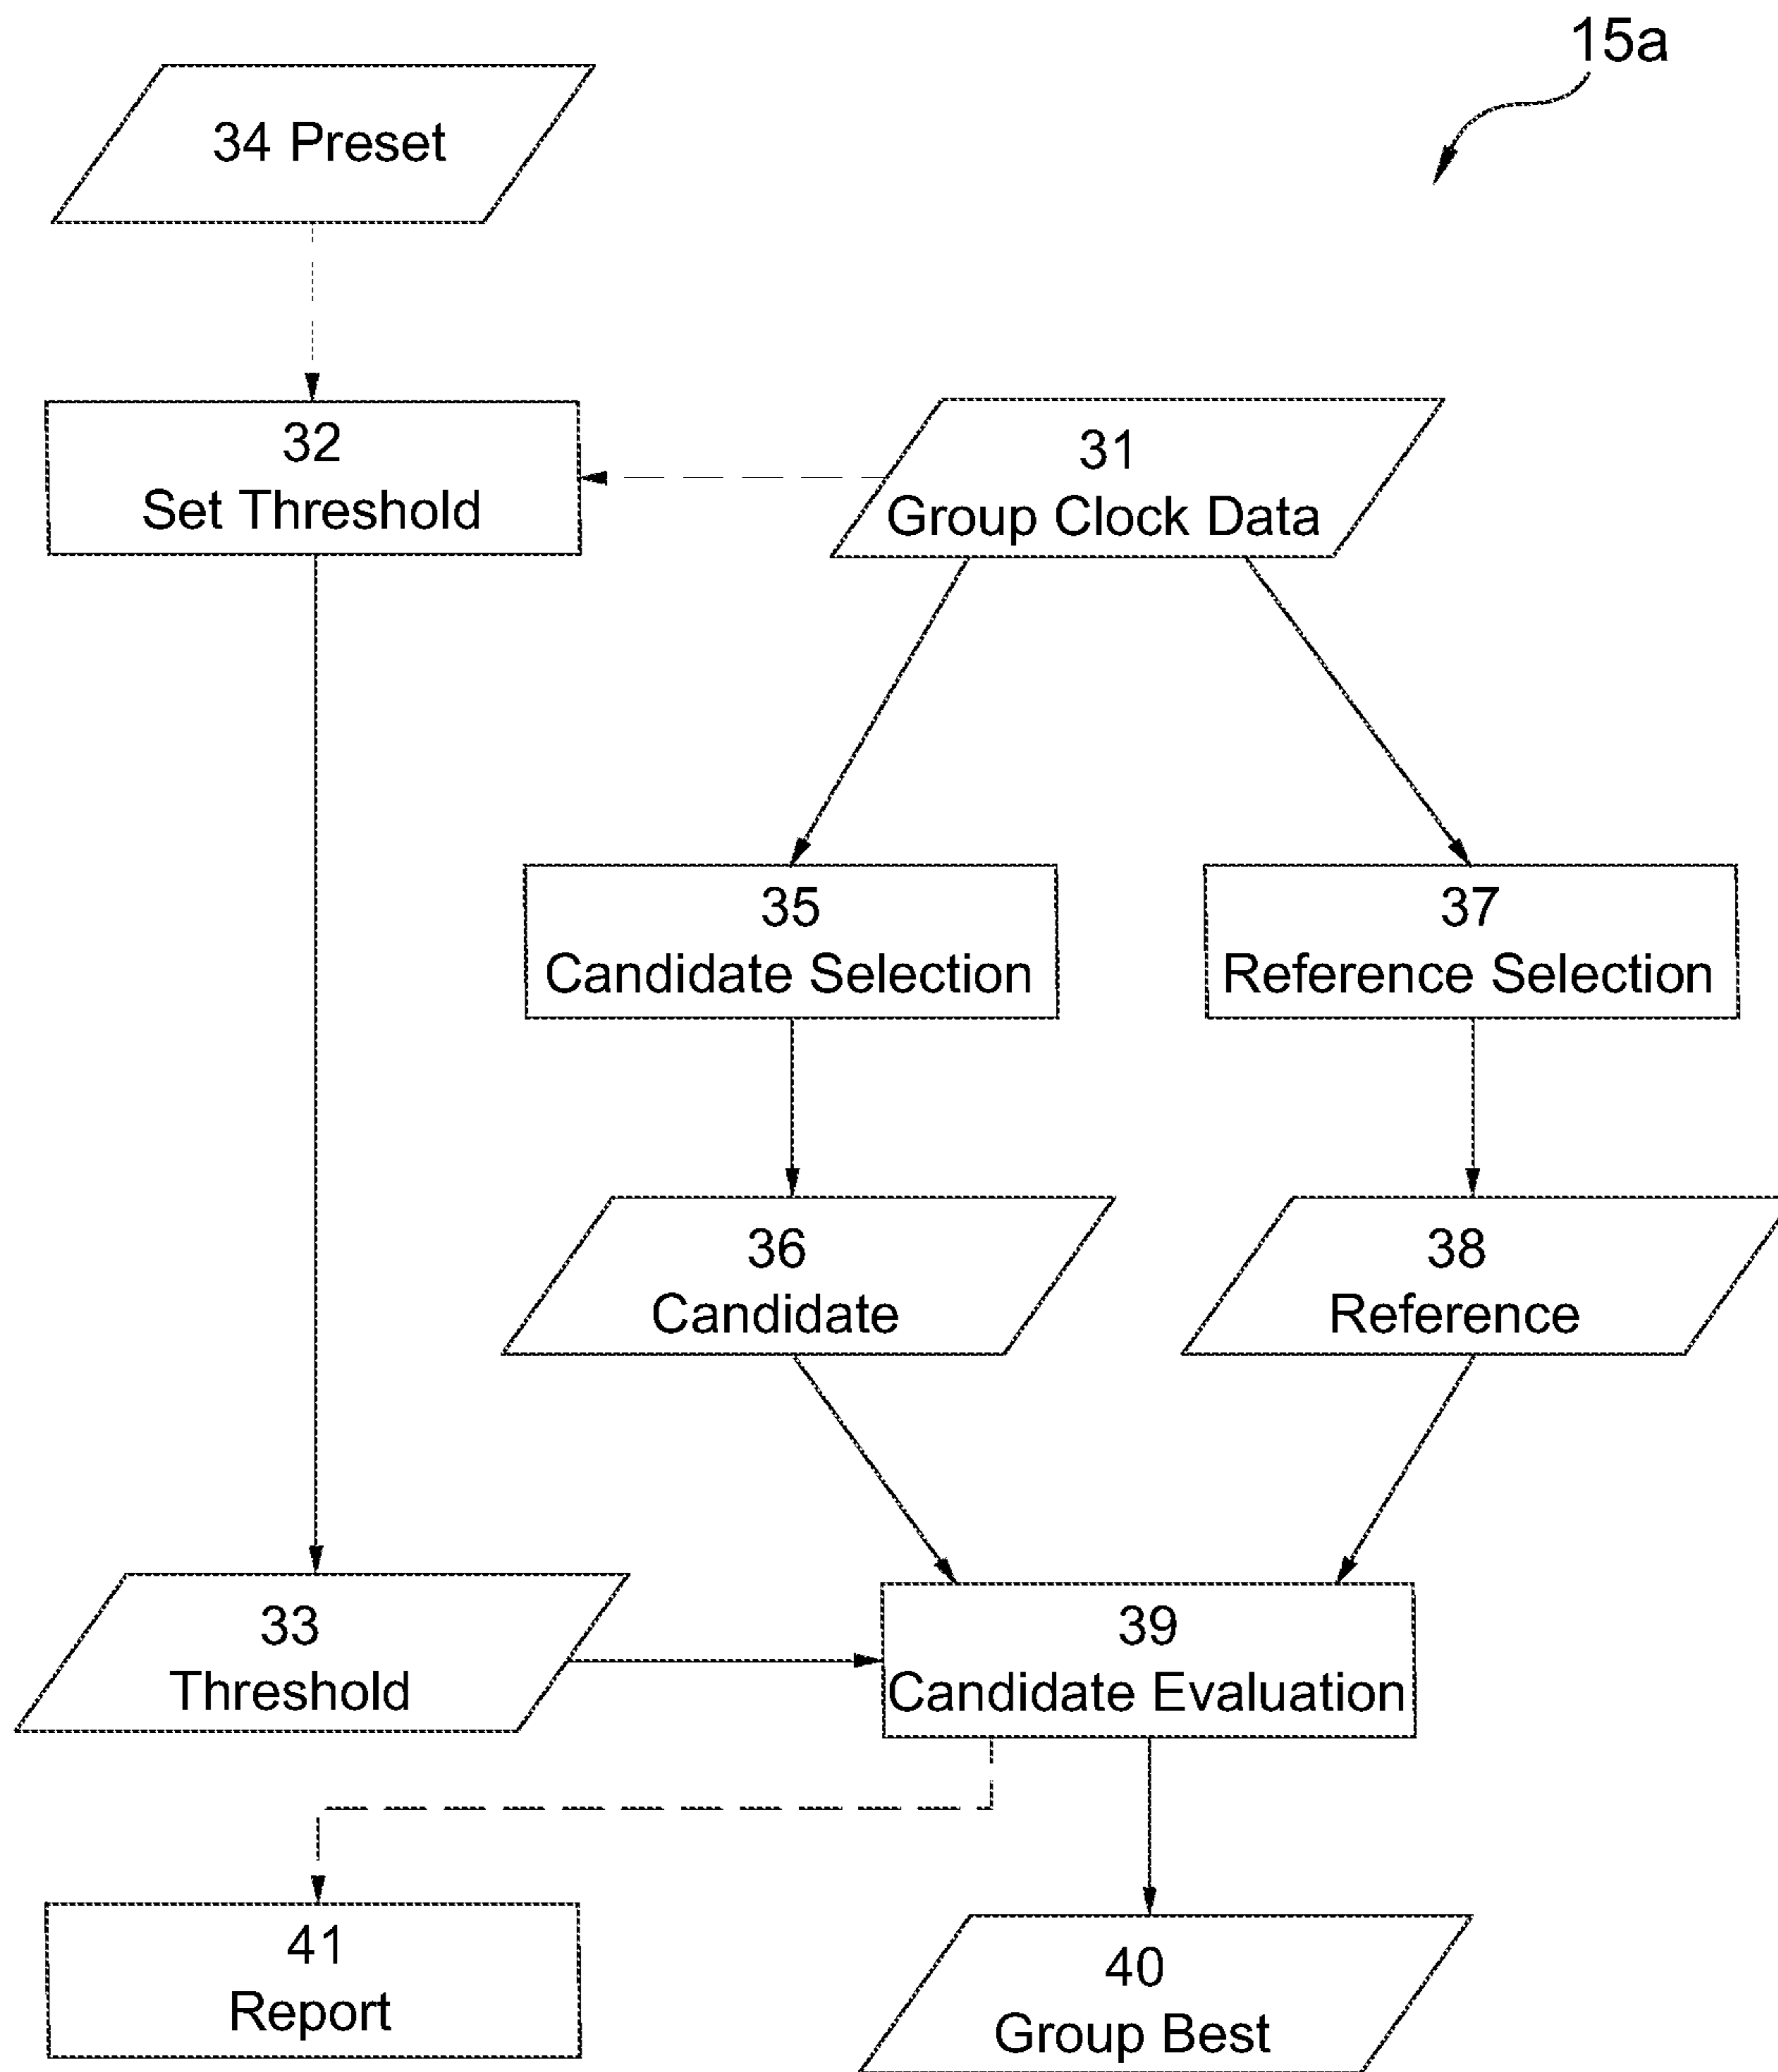 15a
34 Preset
32
Set Threshold
31
Group Clock Data
35
Candidate Selection
37
Reference Selection
36
Candidate
38
Reference
33
Threshold
39
Candidate Evaluation
41
Report
40
Group Best